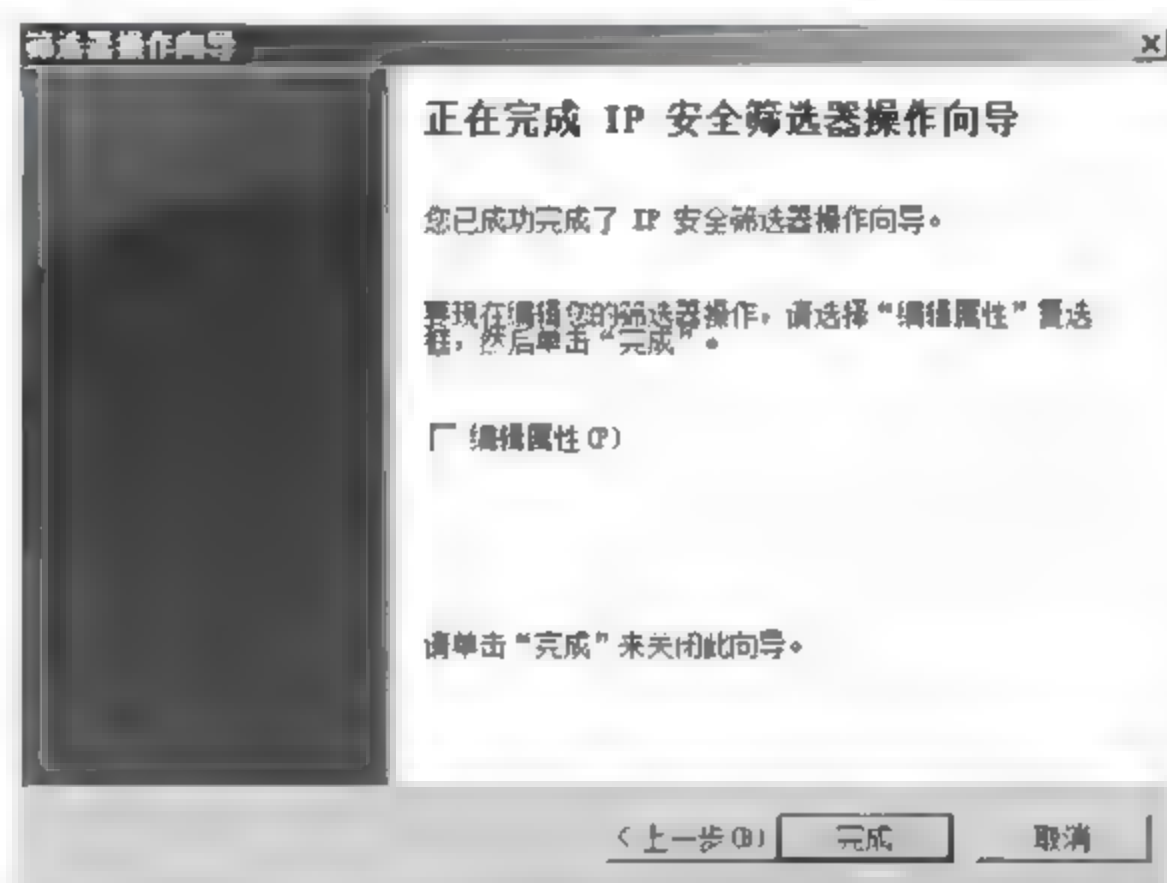 筛选器操作向导
正在完成 IP 安全筛选器操作向导
您已成功完成了 IP 安全筛选器操作向导。
要现在编辑您的筛选器操作，请选择“编辑属性”复选
框，然后单击“完成”。
编辑属性(P)
请单击“完成”来关闭此向导。
< 上一步(B) 完成 取消